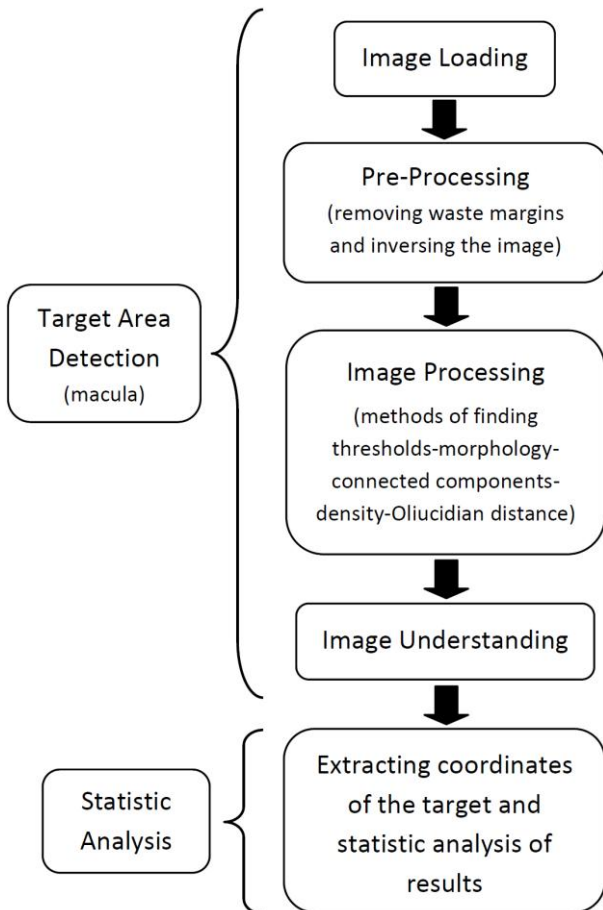 Image Loading
Pre-Processing
(removing waste margins
and inversing the image)
Target Area
Detection
(macula)
Image Processing
(methods of finding
thresholds-morphology-
connected components-
density-Oliucidian distance)
Image Understanding
Statistic
Analysis
Extracting coordinates
of the target and
statistic analysis of
results